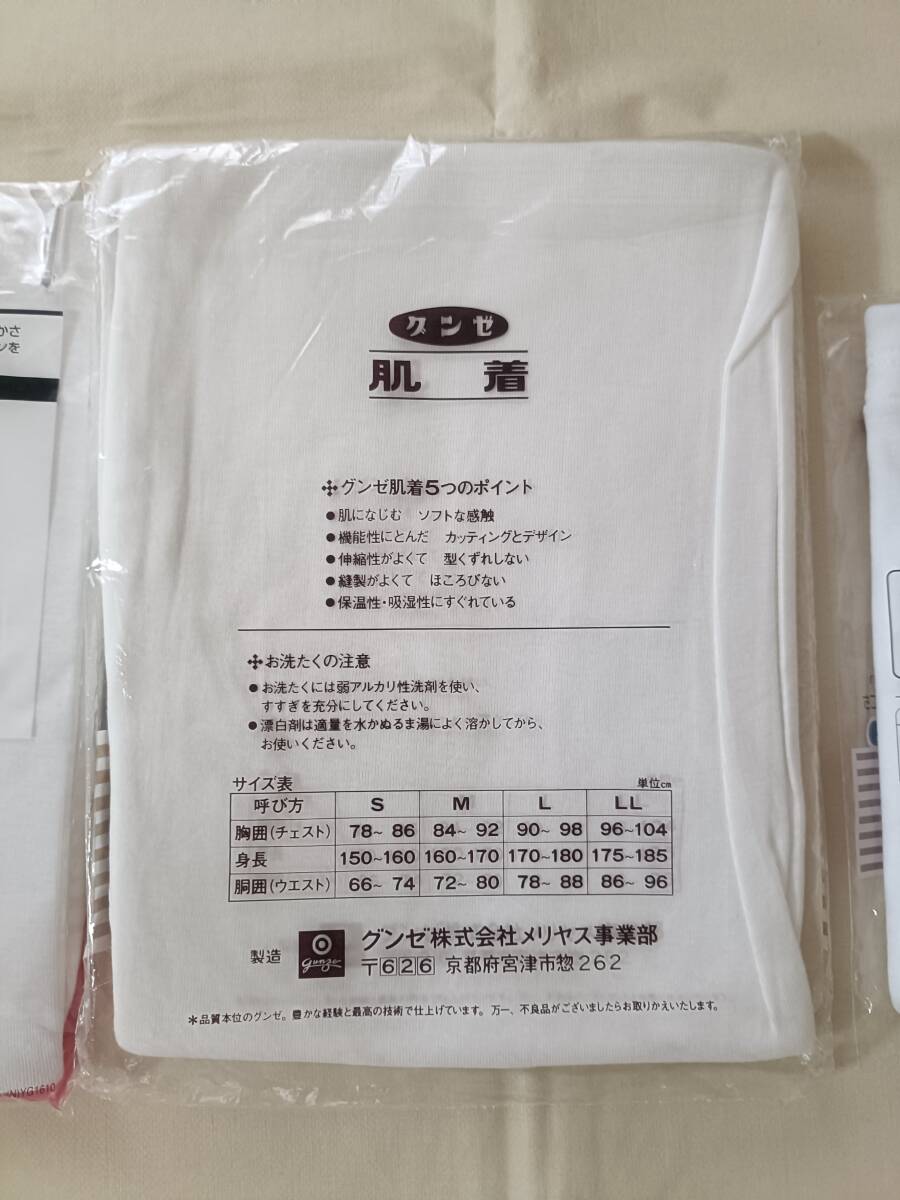 かさ
ンを
グンゼ
肌 着
✣グンゼ肌着5つのポイント
●肌になじむ ソフトな感触
●機能性にとんだ カッティングとデザイン
●伸縮性がよくて 型くずれしない
●縫製がよくて ほころびない
●保温性・吸湿性にすぐれている
✣お洗たくの注意
●お洗たくには弱アルカリ性洗剤を使い、
すすぎを充分にしてください。
●漂白剤は適量を水かぬるま湯によく溶かしてから、
お使いください。
サイズ表 単位cm
呼び方 S M L LL
胸囲(チェスト) 78~ 86 84~ 92 90~ 98 96~104
身長 150~160 160~170 170~180 175~185
胴囲(ウエスト) 66~ 74 72~ 80 78~ 88 86~ 96
製造 gunze グンゼ株式会社メリヤス事業部
〒626 京都府宮津市惣262
*品質本位のグンゼ。豊かな経験と最高の技術で仕上げています。万一、不良品がございましたらお取りかえいたします。
N)YG1610